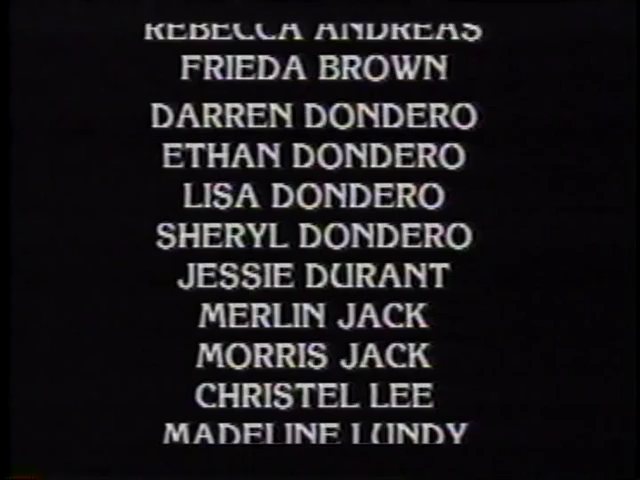 REBECCA ANDREAS
FRIEDA BROWN
DARREN DONDERO
ETHAN DONDERO
LISA DONDERO
SHERYL DONDERO
JESSIE DURANT
MERLIN JACK
MORRIS JACK
CHRISTEL LEE
MADELINE LUNDY